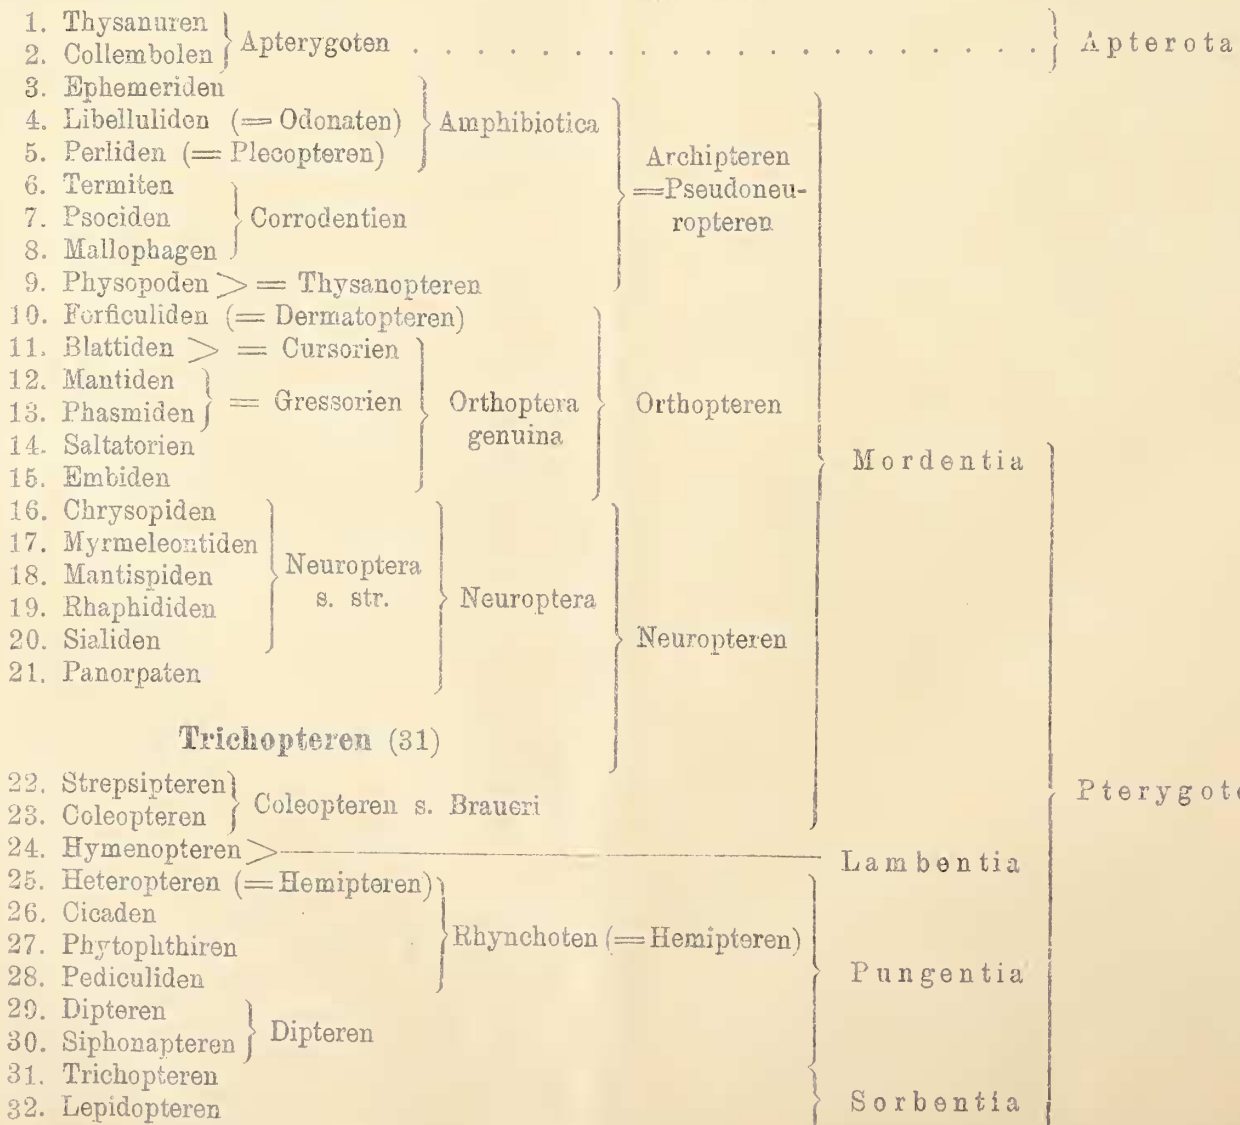 1. Thysanuren
Apterygoten . . . . . . . . . . . . . . . . . . . Apterota
2. Collembolen
3. Ephemeriden
4. Libelluliden (= Odonaten) Amphibiotica
5. Perliden (= Plecopteren) Archipteren
6. Termiten =Pseudoneu-
7. Psociden Corrodentien ropteren
8. Mallophagen
9. Physopoden > = Thysanopteren
10. Forficuliden (= Dermatopteren)
11. Blattiden > = Cursorien
12. Mantiden
= Gressorien Orthoptera Orthopteren
13. Phasmiden genuina
14. Saltatorien
Mordentia
15. Embiden
16. Chrysopiden
17. Myrmeleontiden
18. Mantispiden Neuroptera
19. Rhaphididen s. str. Neuroptera
20. Sialiden Neuropteren
21. Panorpaten
Trichopteren (31)
22. Strepsipteren
Coleopteren s. Braueri Pterygot
23. Coleopteren
24. Hymenopteren > Lambentia
25. Heteropteren (= Hemipteren)
26. Cicaden
27. Phytophthiren Rhynchoten (= Hemipteren)
28. Pediculiden Pungentia
29. Dipteren
Dipteren
30. Siphonapteren
31. Trichopteren
32. Lepidopteren Sorbentia